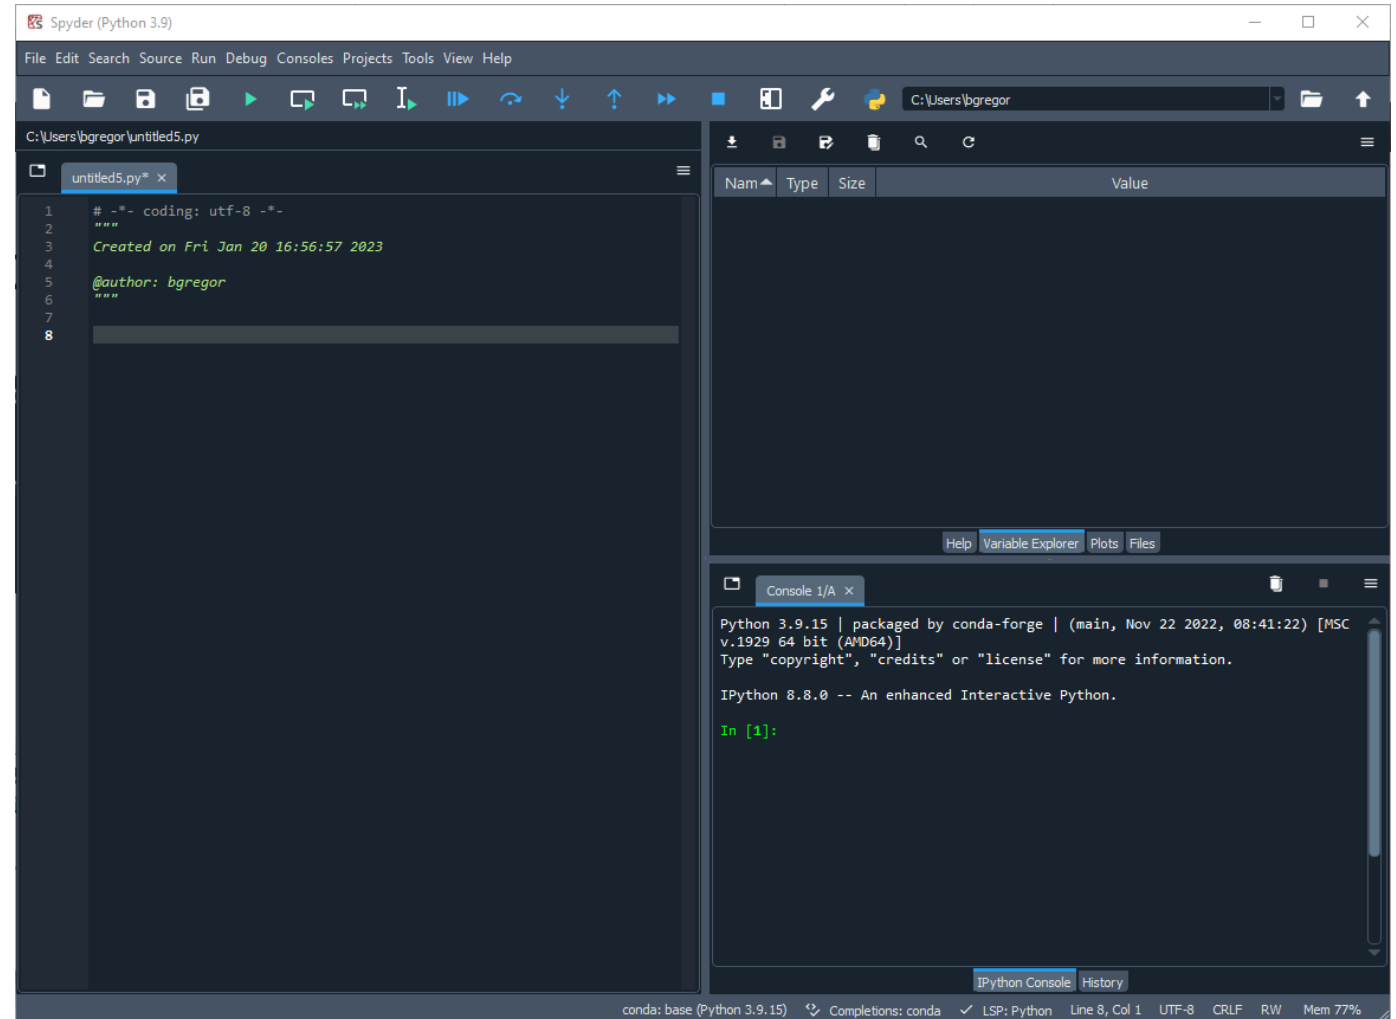 Spyder (Python 3.9)
File Edit Search Source Run Debug Consoles Projects Tools View Help
C:\Users\bgregor
C:\Users\bgregor\untitled5.py
untitled5.py*
1 # -*- coding: utf-8 -*-
2 """
3 Created on Fri Jan 20 16:56:57 2023
4
5 @author: bgregor
6 """
7
8
Nam Type Size Value
Help Variable Explorer Plots Files
Console 1/A
Python 3.9.15 | packaged by conda-forge | (main, Nov 22 2022, 08:41:22) [MSC
v.1929 64 bit (AMD64)]
Type "copyright", "credits" or "license" for more information.
IPython 8.8.0 -- An enhanced Interactive Python.
In [1]:
IPython Console History
conda: base (Python 3.9.15) Completions: conda LSP: Python Line 8, Col 1 UTF-8 CRLF RW Mem 77%